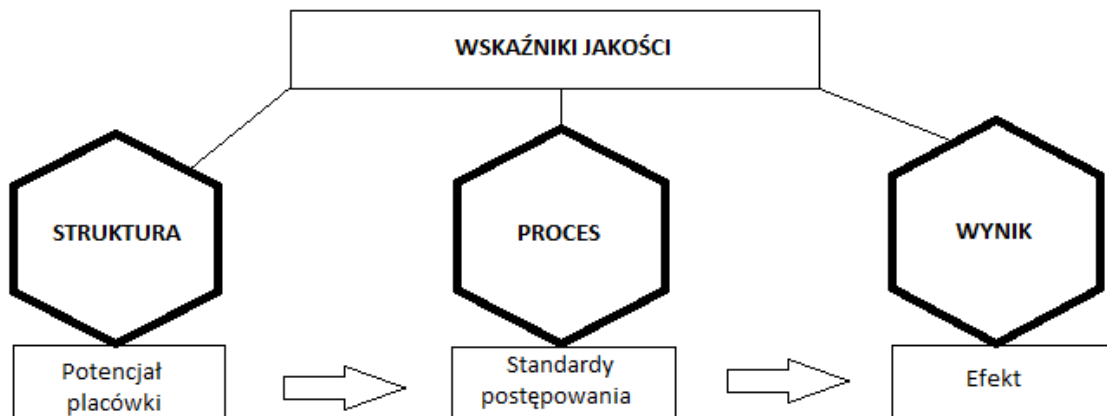 WSKAŹNIKI JAKOŚCI
STRUKTURA
PROCES
WYNIK
Potencjał
placówki
Standardy
postępowania
Efekt